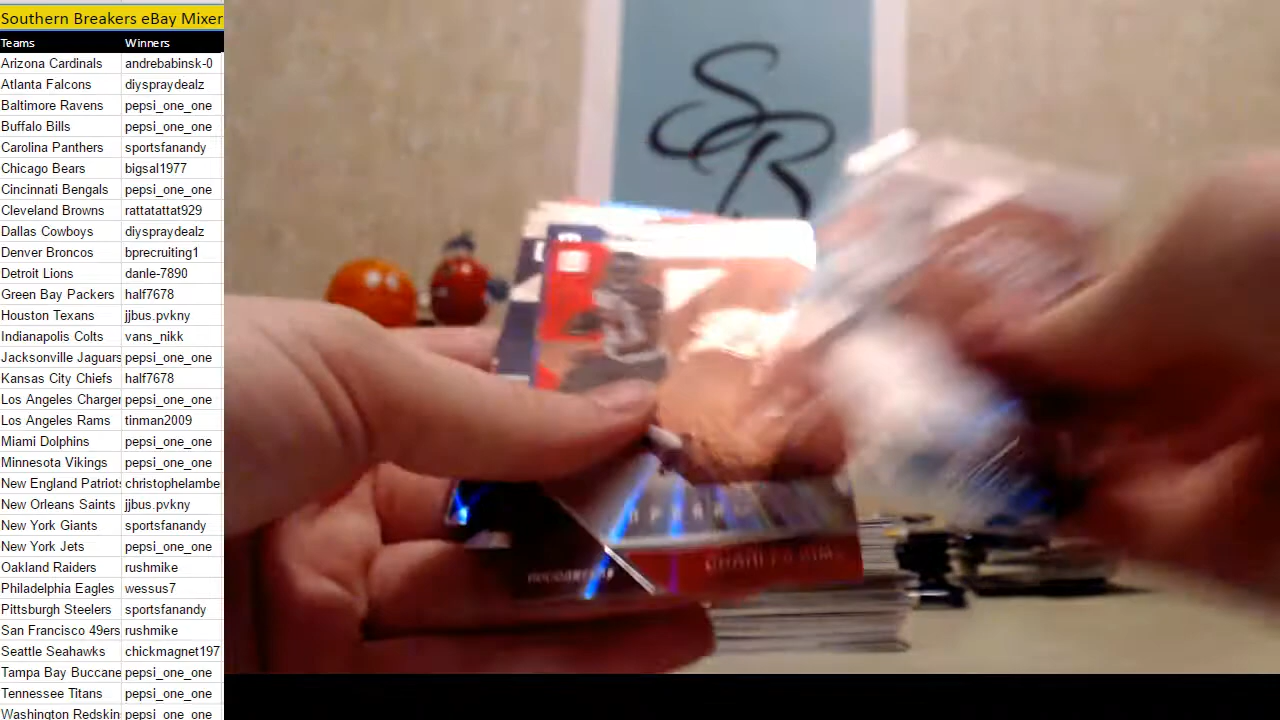 Southern Breakers eBay Mixer
Teams Winners
Arizona Cardinals andrebabinsk-0
Atlanta Falcons diyspraydealz
Baltimore Ravens pepsi_one_one
Buffalo Bills pepsi_one_one
Carolina Panthers sportsfanandy
Chicago Bears bigsal1977
Cincinnati Bengals pepsi_one_one
Cleveland Browns rattatattat929
Dallas Cowboys diyspraydealz
Denver Broncos bprecruiting1
Detroit Lions danle-7890
Green Bay Packers half7678
Houston Texans jjbus.pvkny
Indianapolis Colts vans_nikk
Jacksonville Jaguars pepsi_one_one
Kansas City Chiefs half7678
Los Angeles Charger pepsi_one_one
Los Angeles Rams tinman2009
Miami Dolphins pepsi_one_one
Minnesota Vikings pepsi_one_one
New England Patriots christophelambe
New Orleans Saints jjbus.pvkny
New York Giants sportsfanandy
New York Jets pepsi_one_one
Oakland Raiders rushmike
Philadelphia Eagles wessus7
Pittsburgh Steelers sportsfanandy
San Francisco 49ers rushmike
Seattle Seahawks chickmagnet197
Tampa Bay Buccane pepsi_one_one
Tennessee Titans pepsi_one_one
Washington Redskin pepsi_one_one
SR